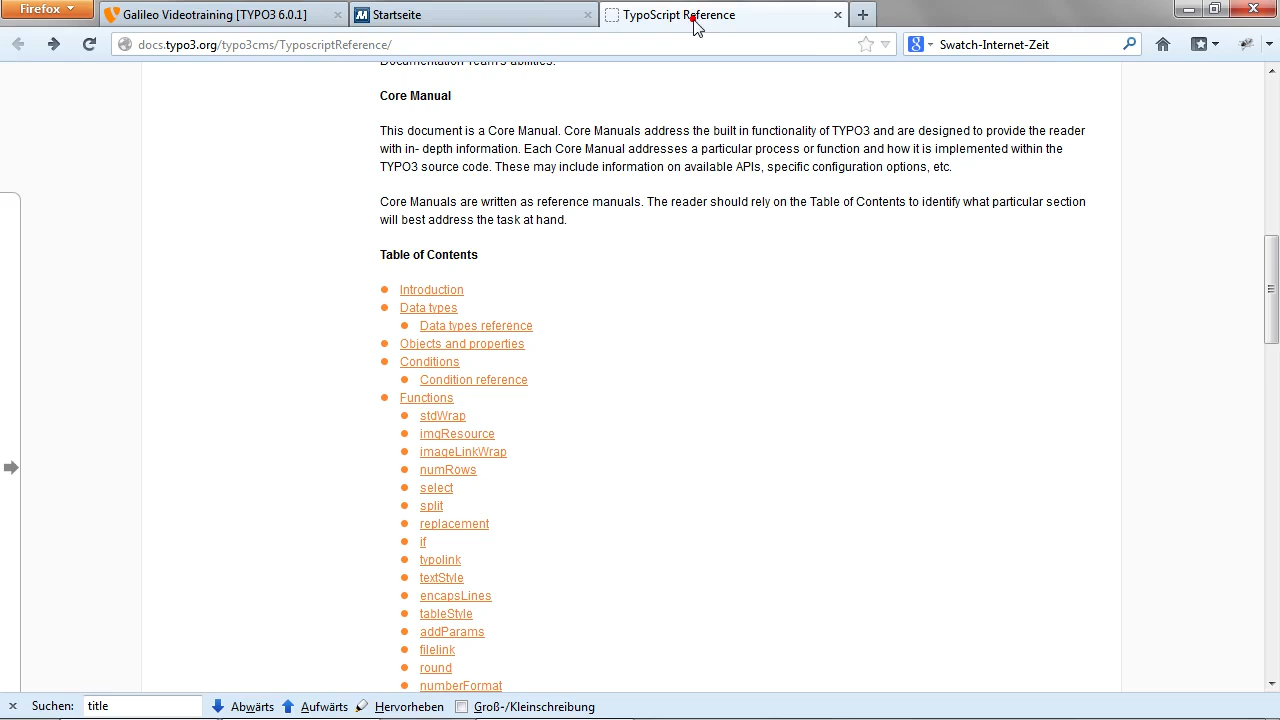 Firefox
Galileo Videotraining [TYPO3 6.0.1]
Startseite
TypoScript Reference
docs.typo3.org/typo3cms/TyposcriptReference/
Swatch-Internet-Zeit
Documentation Team's abilities.
Core Manual
This document is a Core Manual. Core Manuals address the built in functionality of TYPO3 and are designed to provide the reader
with in- depth information. Each Core Manual addresses a particular process or function and how it is implemented within the
TYPO3 source code. These may include information on available APIs, specific configuration options, etc.
Core Manuals are written as reference manuals. The reader should rely on the Table of Contents to identify what particular section
will best address the task at hand.
Table of Contents
Introduction
Data types
Data types reference
Objects and properties
Conditions
Condition reference
Functions
stdWrap
imgResource
imageLinkWrap
numRows
select
split
replacement
if
typolink
textStyle
encapsLines
tableStyle
addParams
filelink
round
numberFormat
Suchen: title Abwärts Aufwärts Hervorheben Groß-/Kleinschreibung